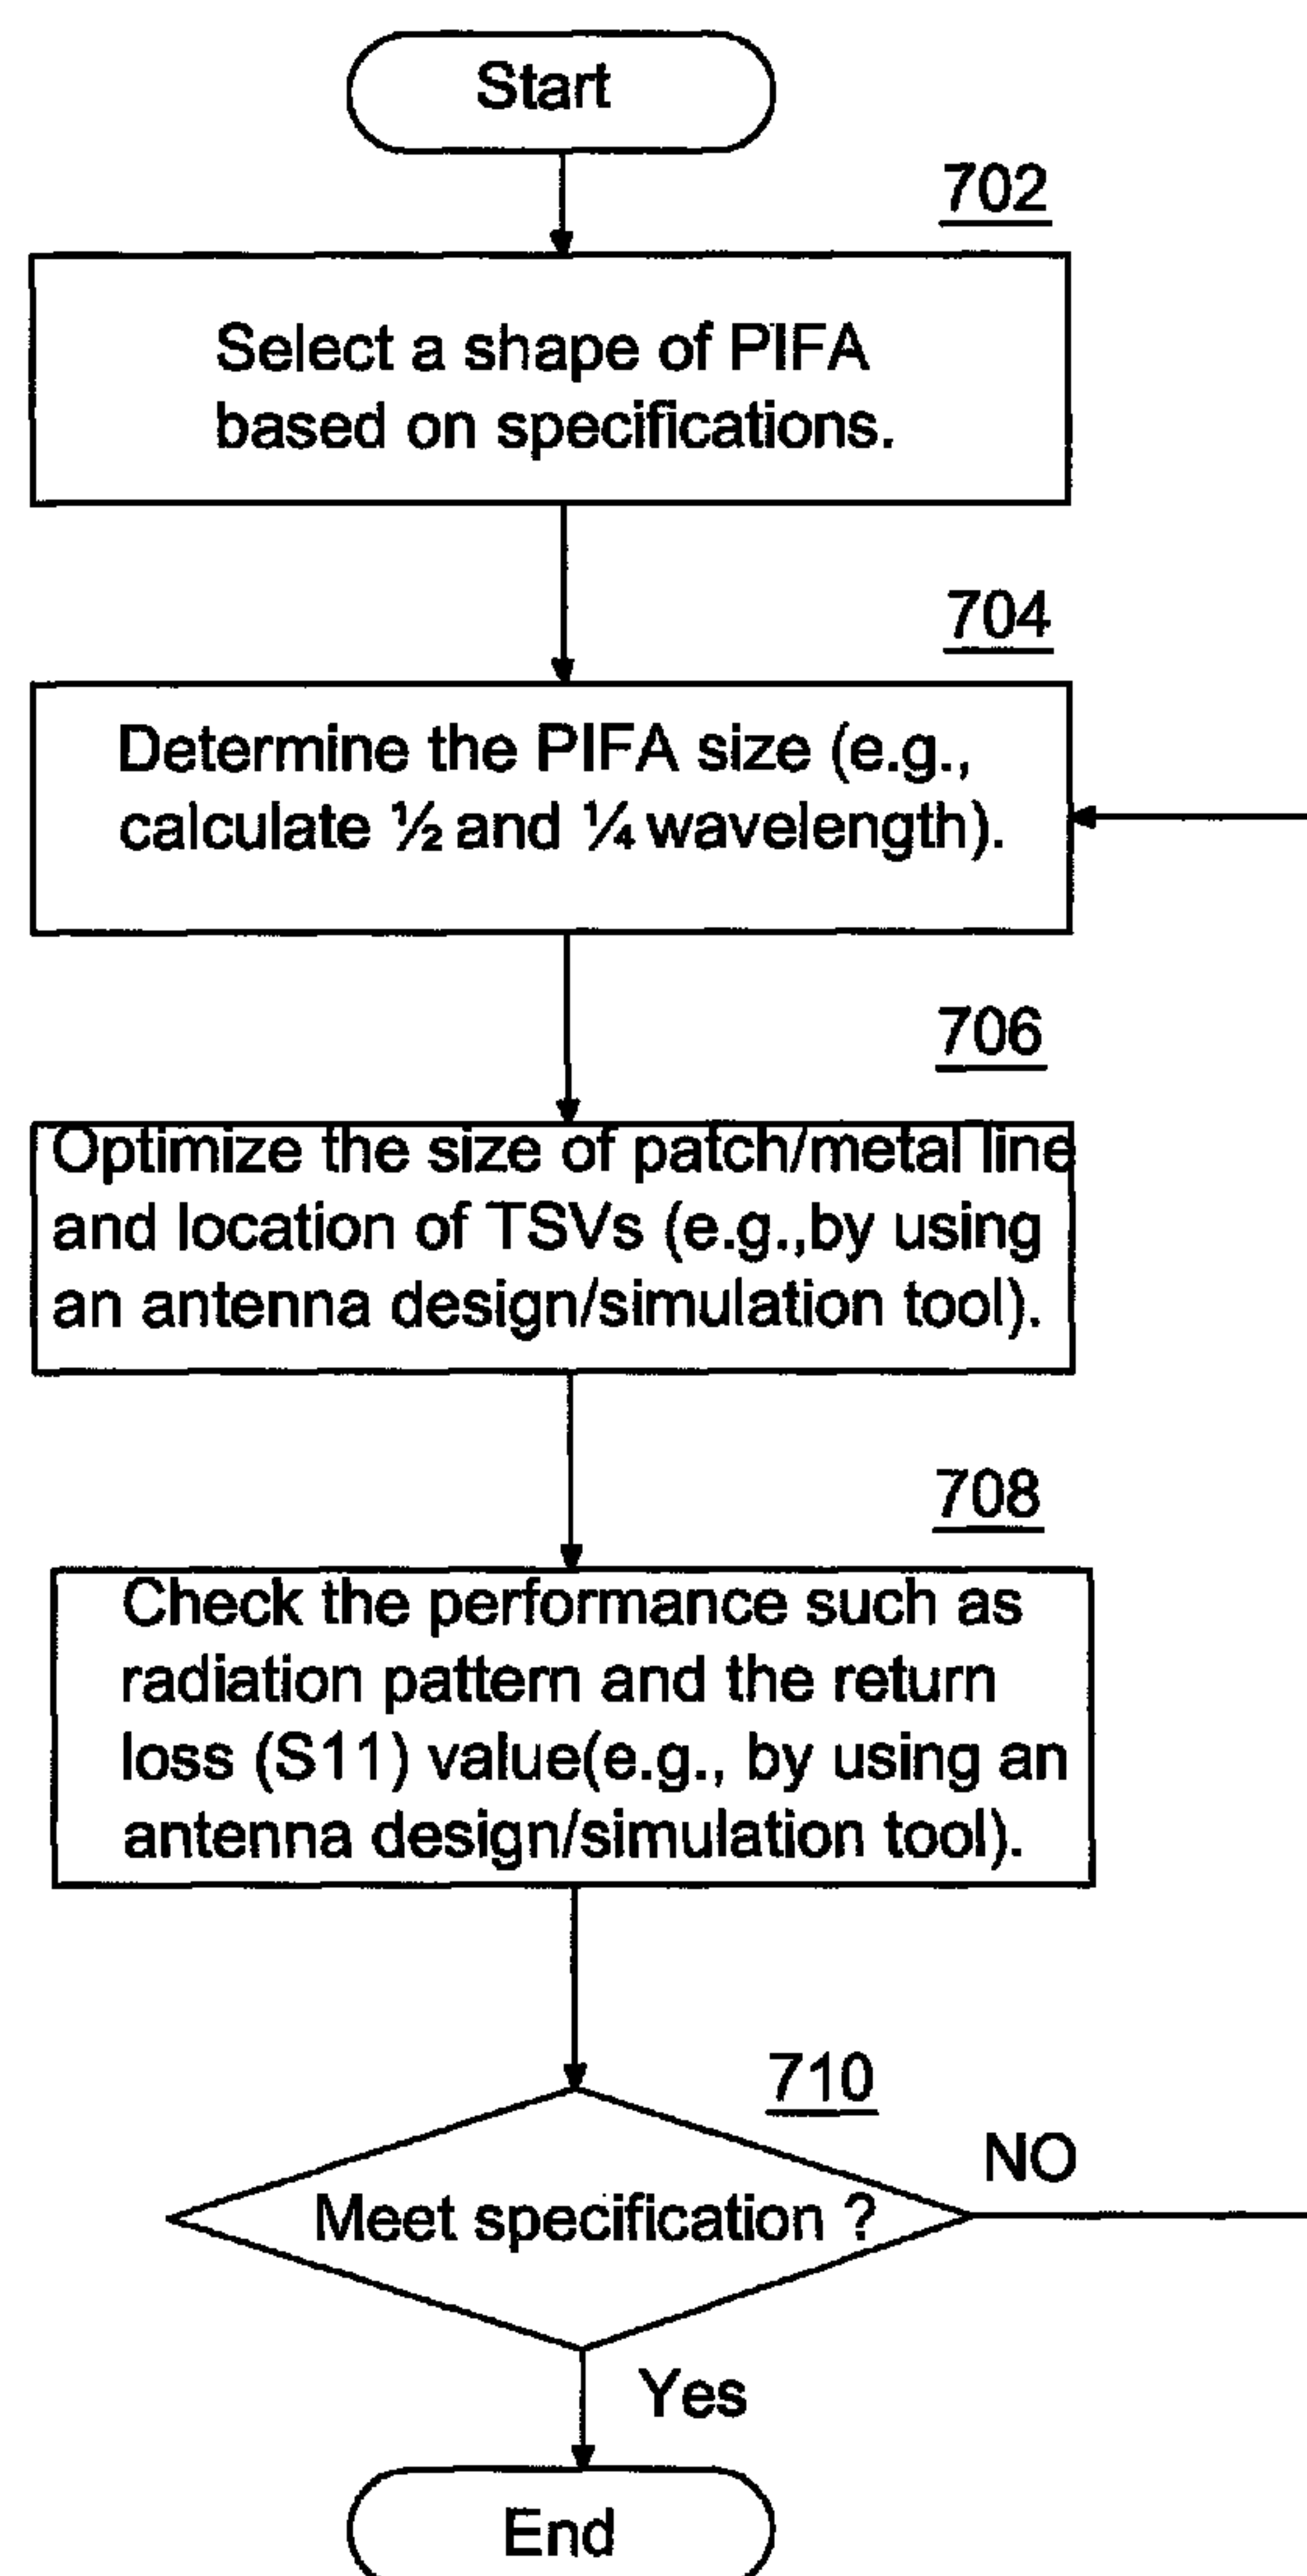 Start
702
Select a shape of PIFA
based on specifications.
704
Determine the PIFA size (e.g.,
calculate ½ and ¼ wavelength).
706
Optimize the size of patch/metal line
and location of TSVs (e.g.,by using
an antenna design/simulation tool).
708
Check the performance such as
radiation pattern and the return
loss (S11) value(e.g., by using an
antenna design/simulation tool).
710
NO
Meet specification ?
Yes
End